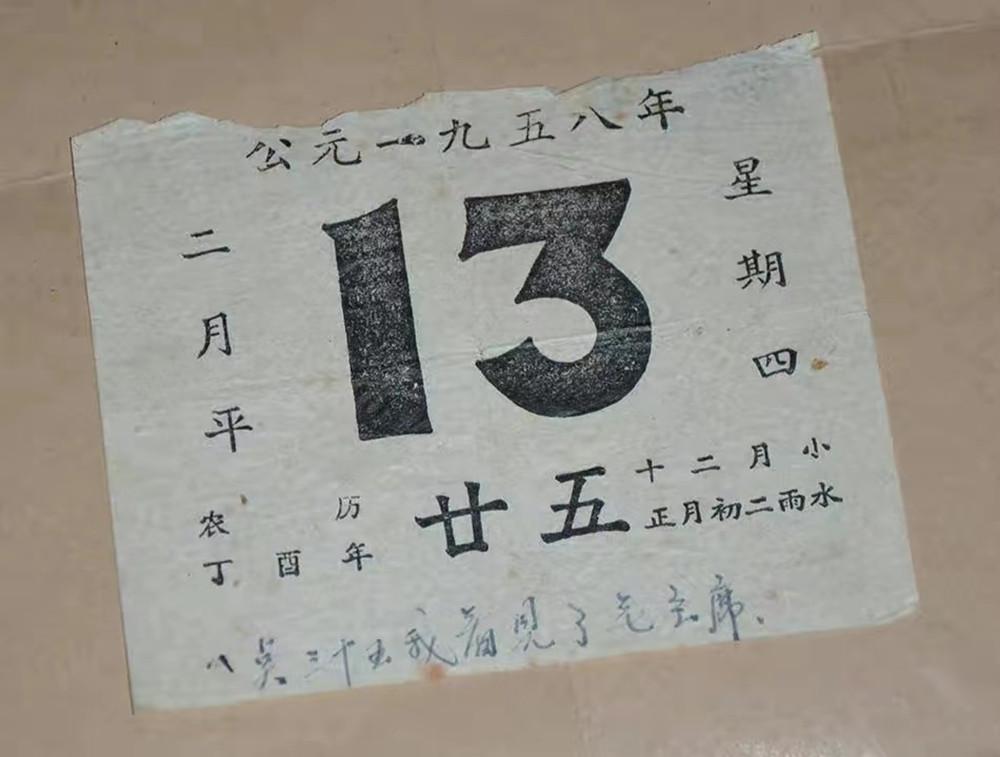 公元一九五八年
二月平
13
星期四
农历
丁酉年
廿五
十二月小
正月初二雨水
八点三十五我看見了毛主席.